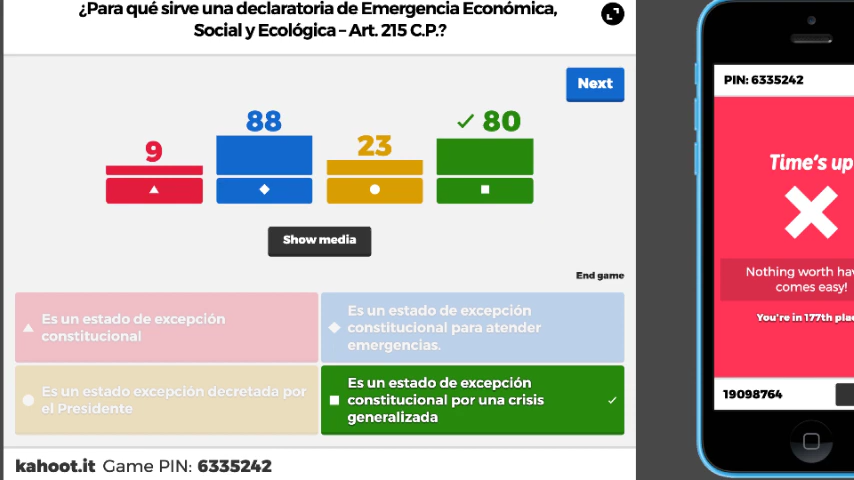 ¿Para qué sirve una declaratoria de Emergencia Económica,
Social y Ecológica – Art. 215 C.P.?
Next
9
88
23
80
Show media
End game
Es un estado de excepción
constitucional
Es un estado de excepción
constitucional para atender
emergencias.
Es un estado excepción decretada por
el Presidente
Es un estado de excepción
constitucional por una crisis
generalizada
kahoot.it Game PIN: 6335242
PIN: 6335242
Time's up
Nothing worth
comes easy!
You're in 177th
19098764